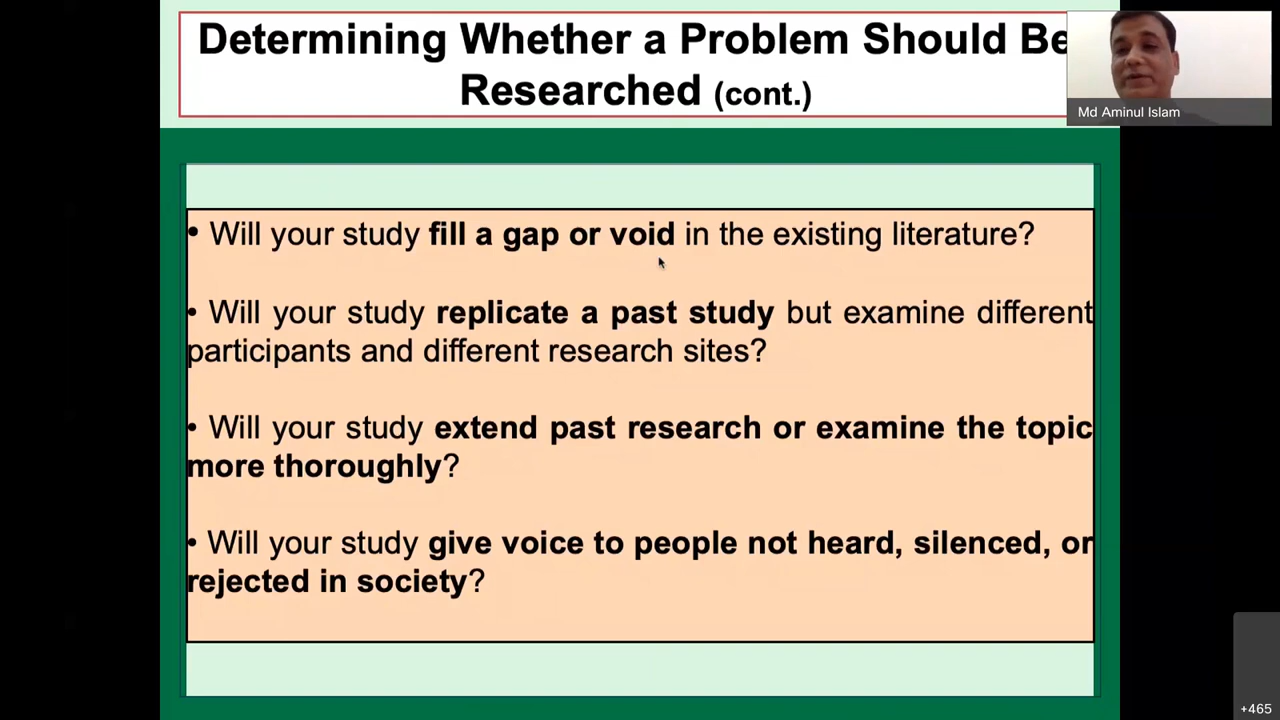 Determining Whether a Problem Should Be
Researched (cont.)
Md Aminul Islam
• Will your study fill a gap or void in the existing literature?
• Will your study replicate a past study but examine different
participants and different research sites?
• Will your study extend past research or examine the topic
more thoroughly?
• Will your study give voice to people not heard, silenced, or
rejected in society?
+465